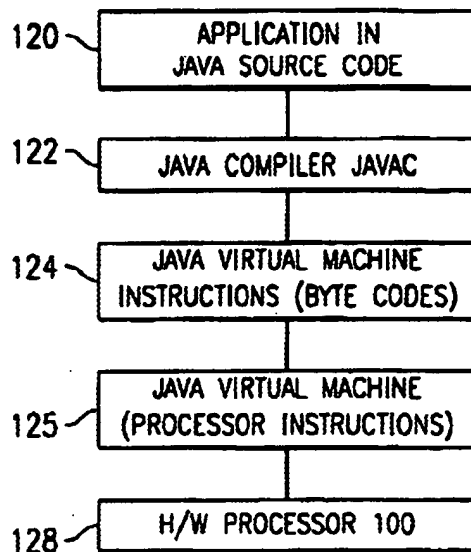 120
APPLICATION IN
JAVA SOURCE CODE
122
JAVA COMPILER JAVAC
124
JAVA VIRTUAL MACHINE
INSTRUCTIONS (BYTE CODES)
125
JAVA VIRTUAL MACHINE
(PROCESSOR INSTRUCTIONS)
128
H/W PROCESSOR 100